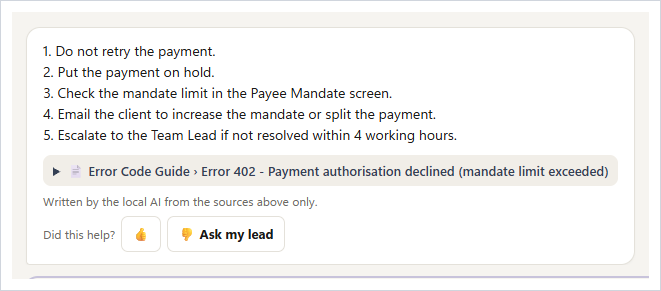 1. Do not retry the payment.
2. Put the payment on hold.
3. Check the mandate limit in the Payee Mandate screen.
4. Email the client to increase the mandate or split the payment.
5. Escalate to the Team Lead if not resolved within 4 working hours.
Error Code Guide › Error 402 - Payment authorisation declined (mandate limit exceeded)
Written by the local AI from the sources above only.
Did this help? Ask my lead